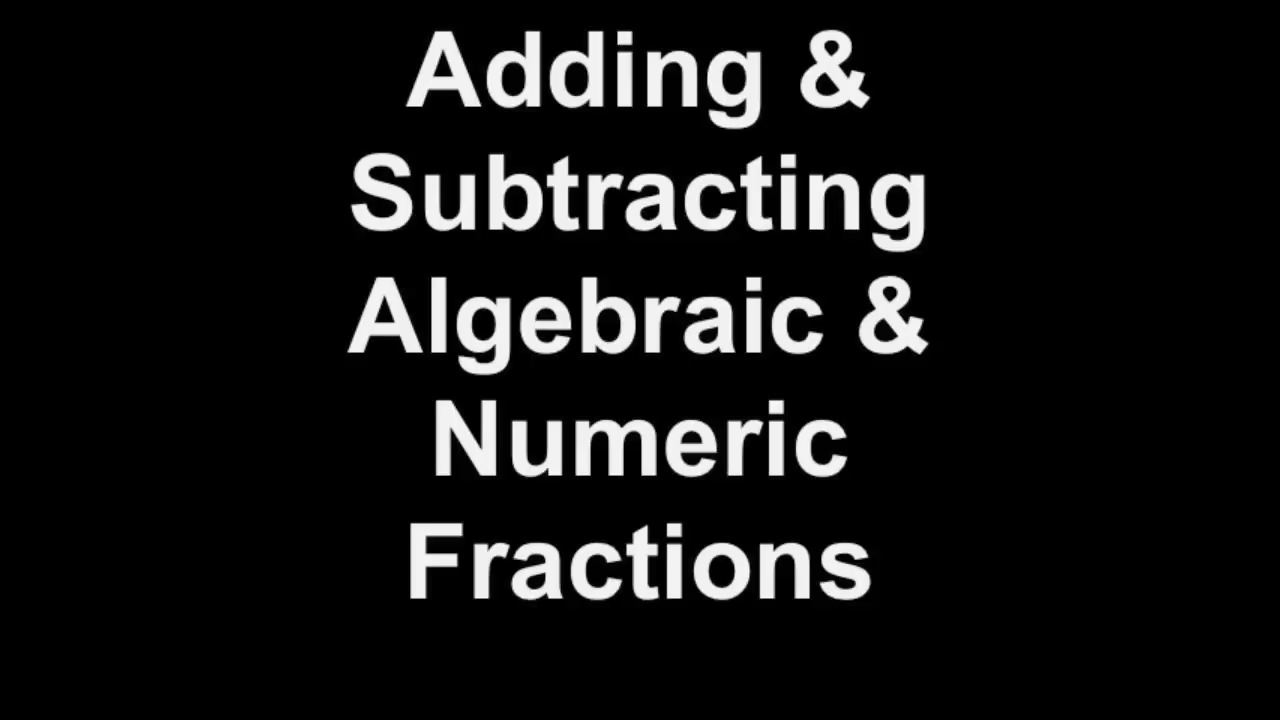 Adding &
Subtracting
Algebraic &
Numeric
Fractions